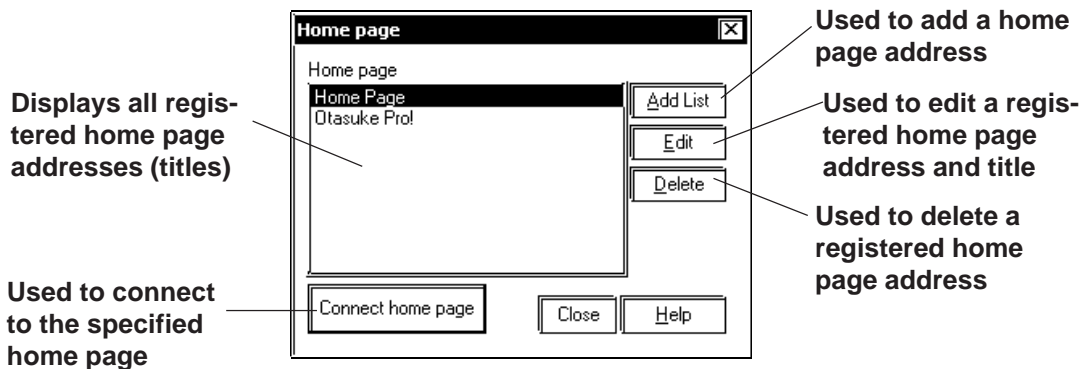 Home page
Home page
Home Page
Otasuke Pro!
Add List
Edit
Delete
Connect home page
Close
Help
Displays all regis-
tered home page
addresses (titles)
Used to connect
to the specified
home page
Used to add a home
page address
Used to edit a regis-
tered home page
address and title
Used to delete a
registered home
page address